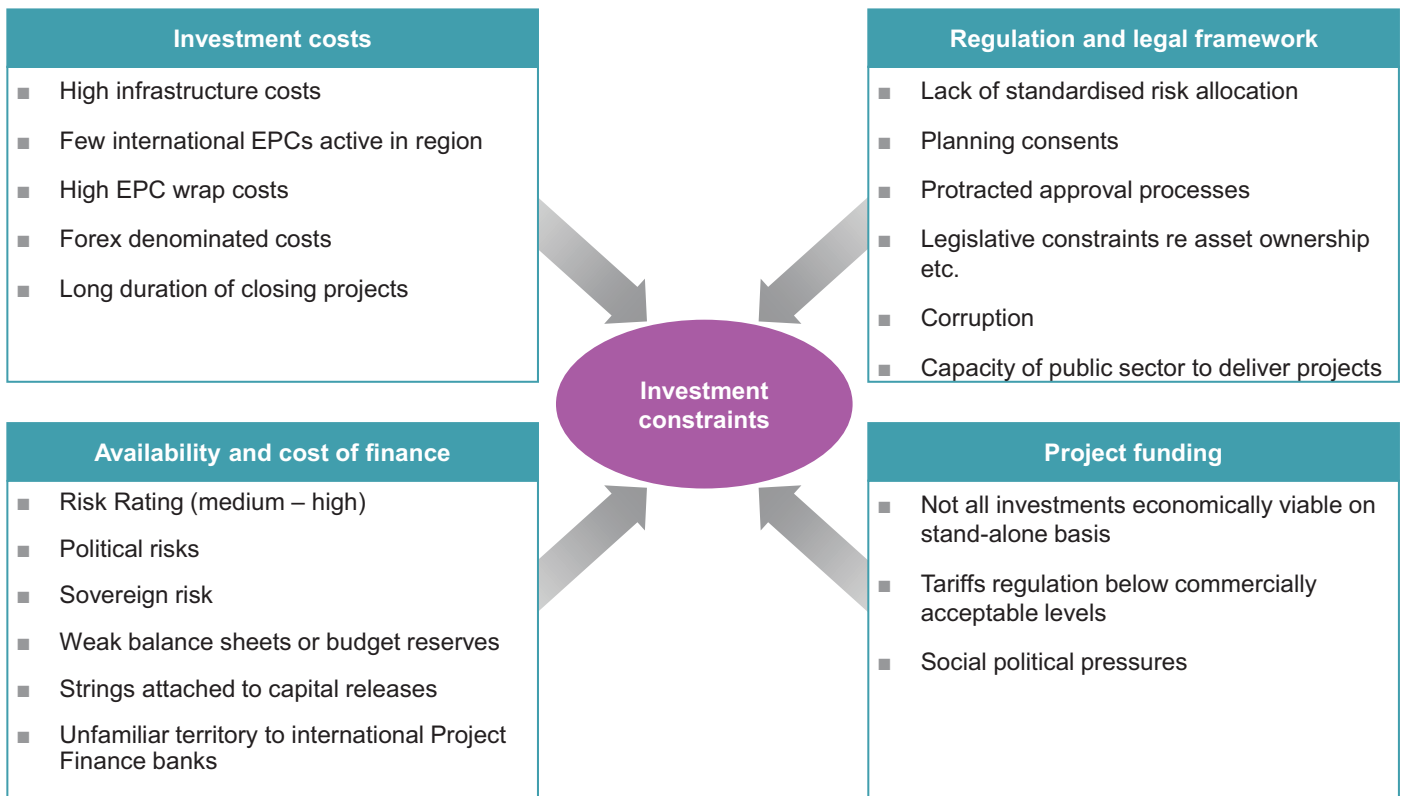 Investment costs
■ High infrastructure costs
■ Few international EPCs active in region
■ High EPC wrap costs
■ Forex denominated costs
■ Long duration of closing projects
Regulation and legal framework
■ Lack of standardised risk allocation
■ Planning consents
■ Protracted approval processes
■ Legislative constraints re asset ownership
etc.
■ Corruption
■ Capacity of public sector to deliver projects
Investment
constraints
Availability and cost of finance
■ Risk Rating (medium – high)
■ Political risks
■ Sovereign risk
■ Weak balance sheets or budget reserves
■ Strings attached to capital releases
■ Unfamiliar territory to international Project
Finance banks
Project funding
■ Not all investments economically viable on
stand-alone basis
■ Tariffs regulation below commercially
acceptable levels
■ Social political pressures